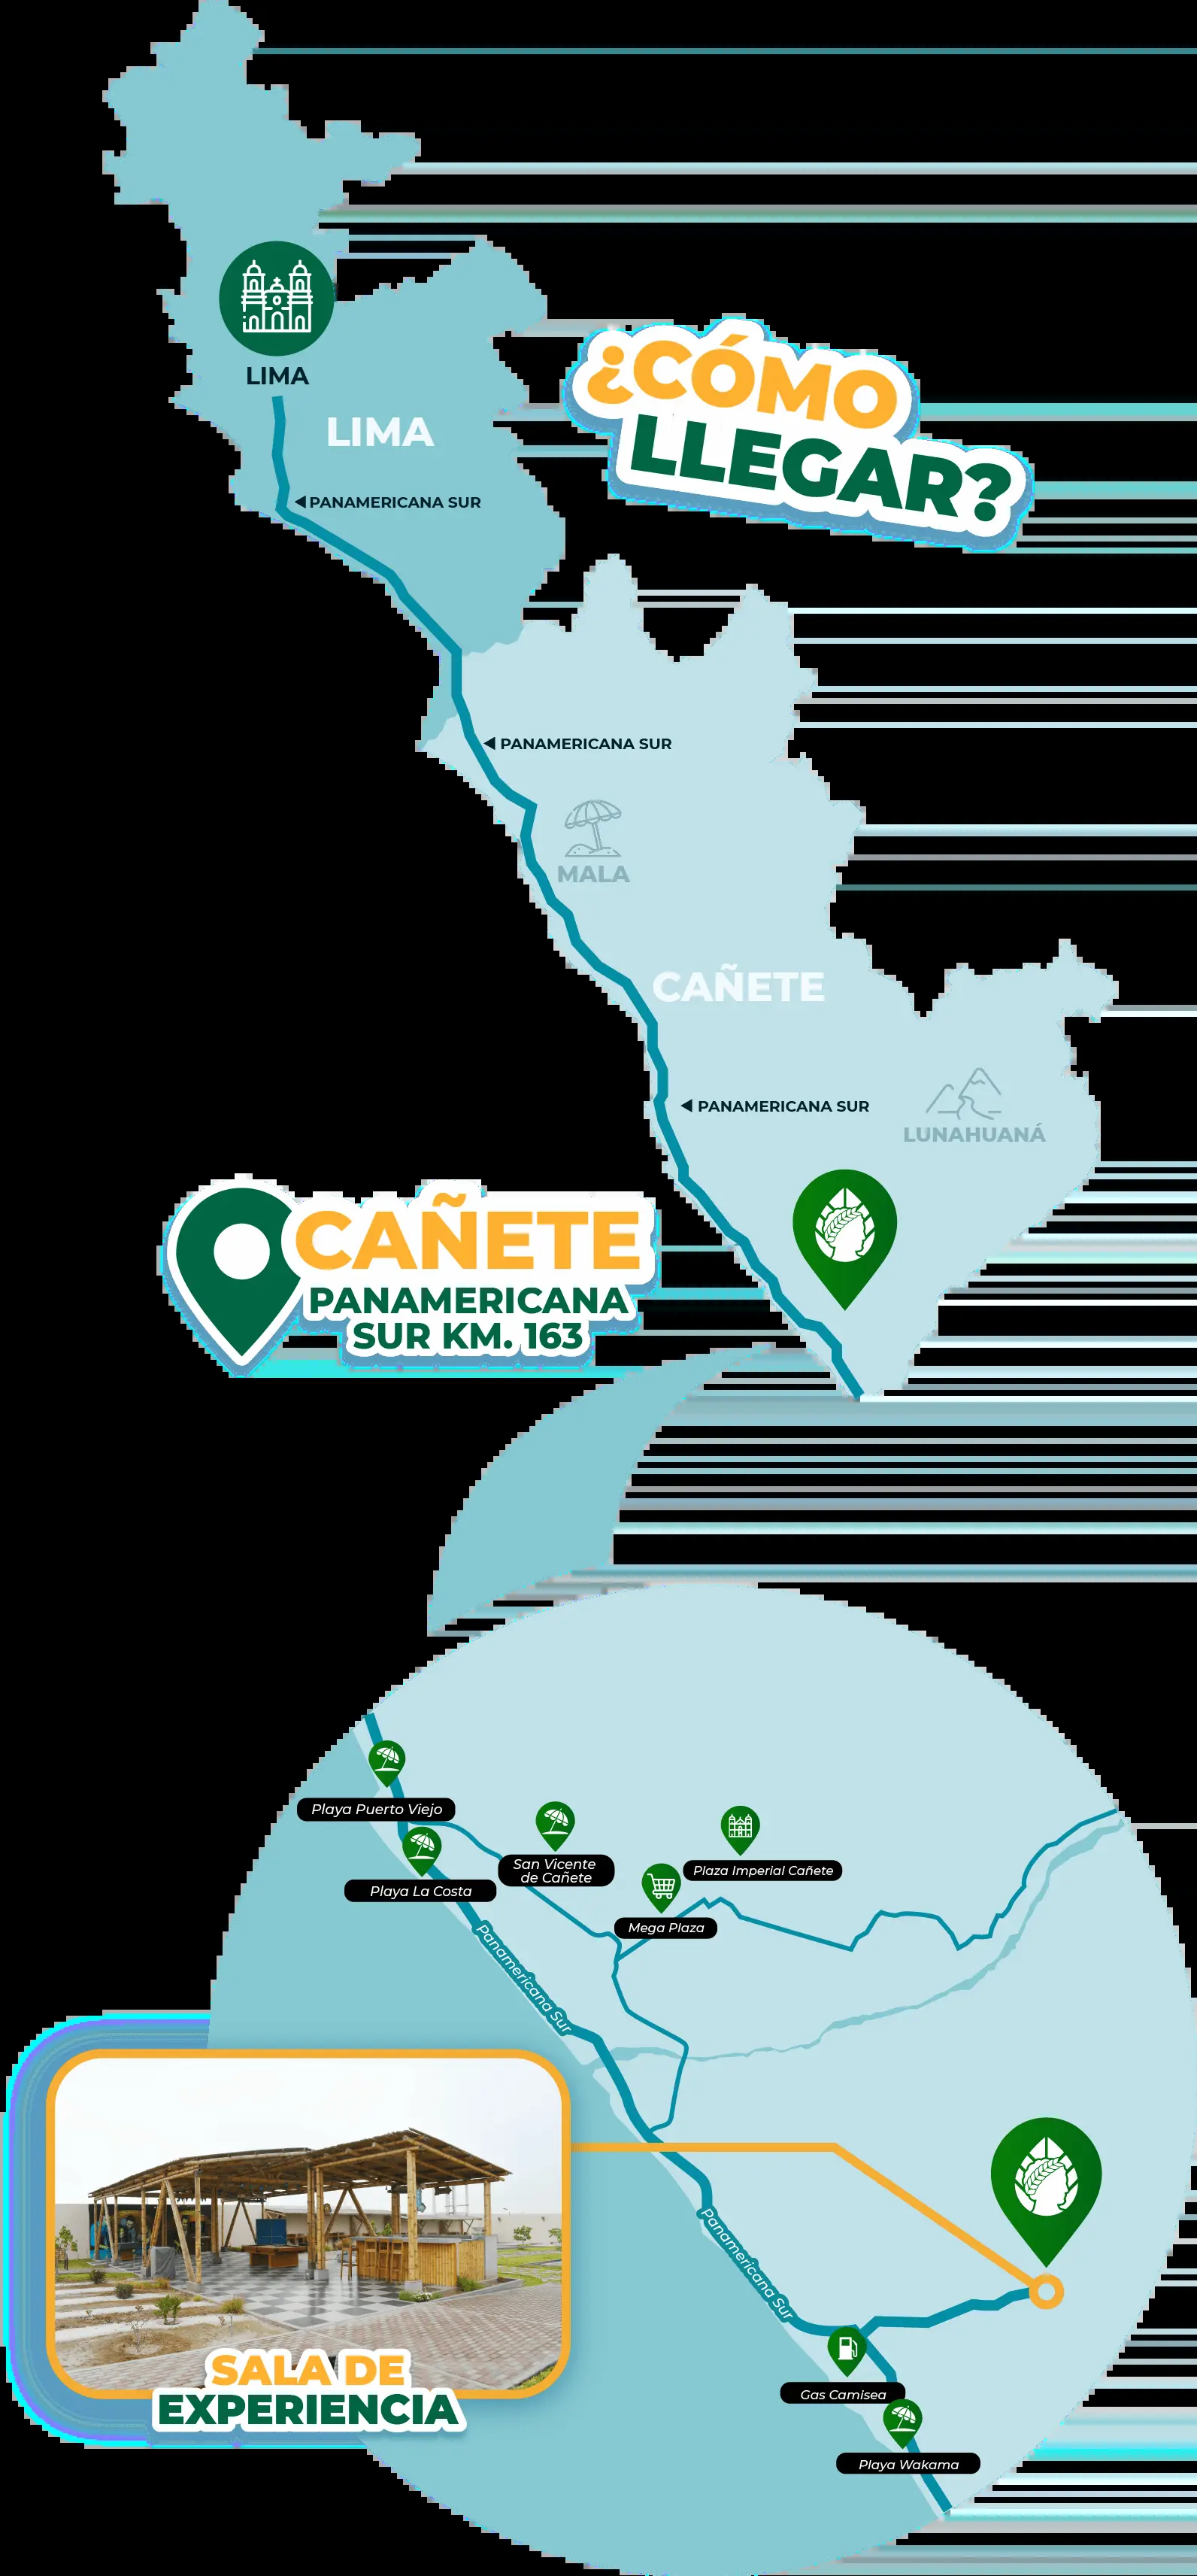 LIMA
LIMA
◄ PANAMERICANA SUR
¿CÓMO
LLEGAR?
◄ PANAMERICANA SUR
MALA
CAÑETE
◄ PANAMERICANA SUR
LUNAHUANÁ
CAÑETE
PANAMERICANA
SUR KM. 163
Playa Puerto Viejo
San Vicente
de Cañete
Plaza Imperial Cañete
Playa La Costa
Mega Plaza
Panamericana Sur
Panamericana Sur
SALA DE
EXPERIENCIA
Gas Camisea
Playa Wakama